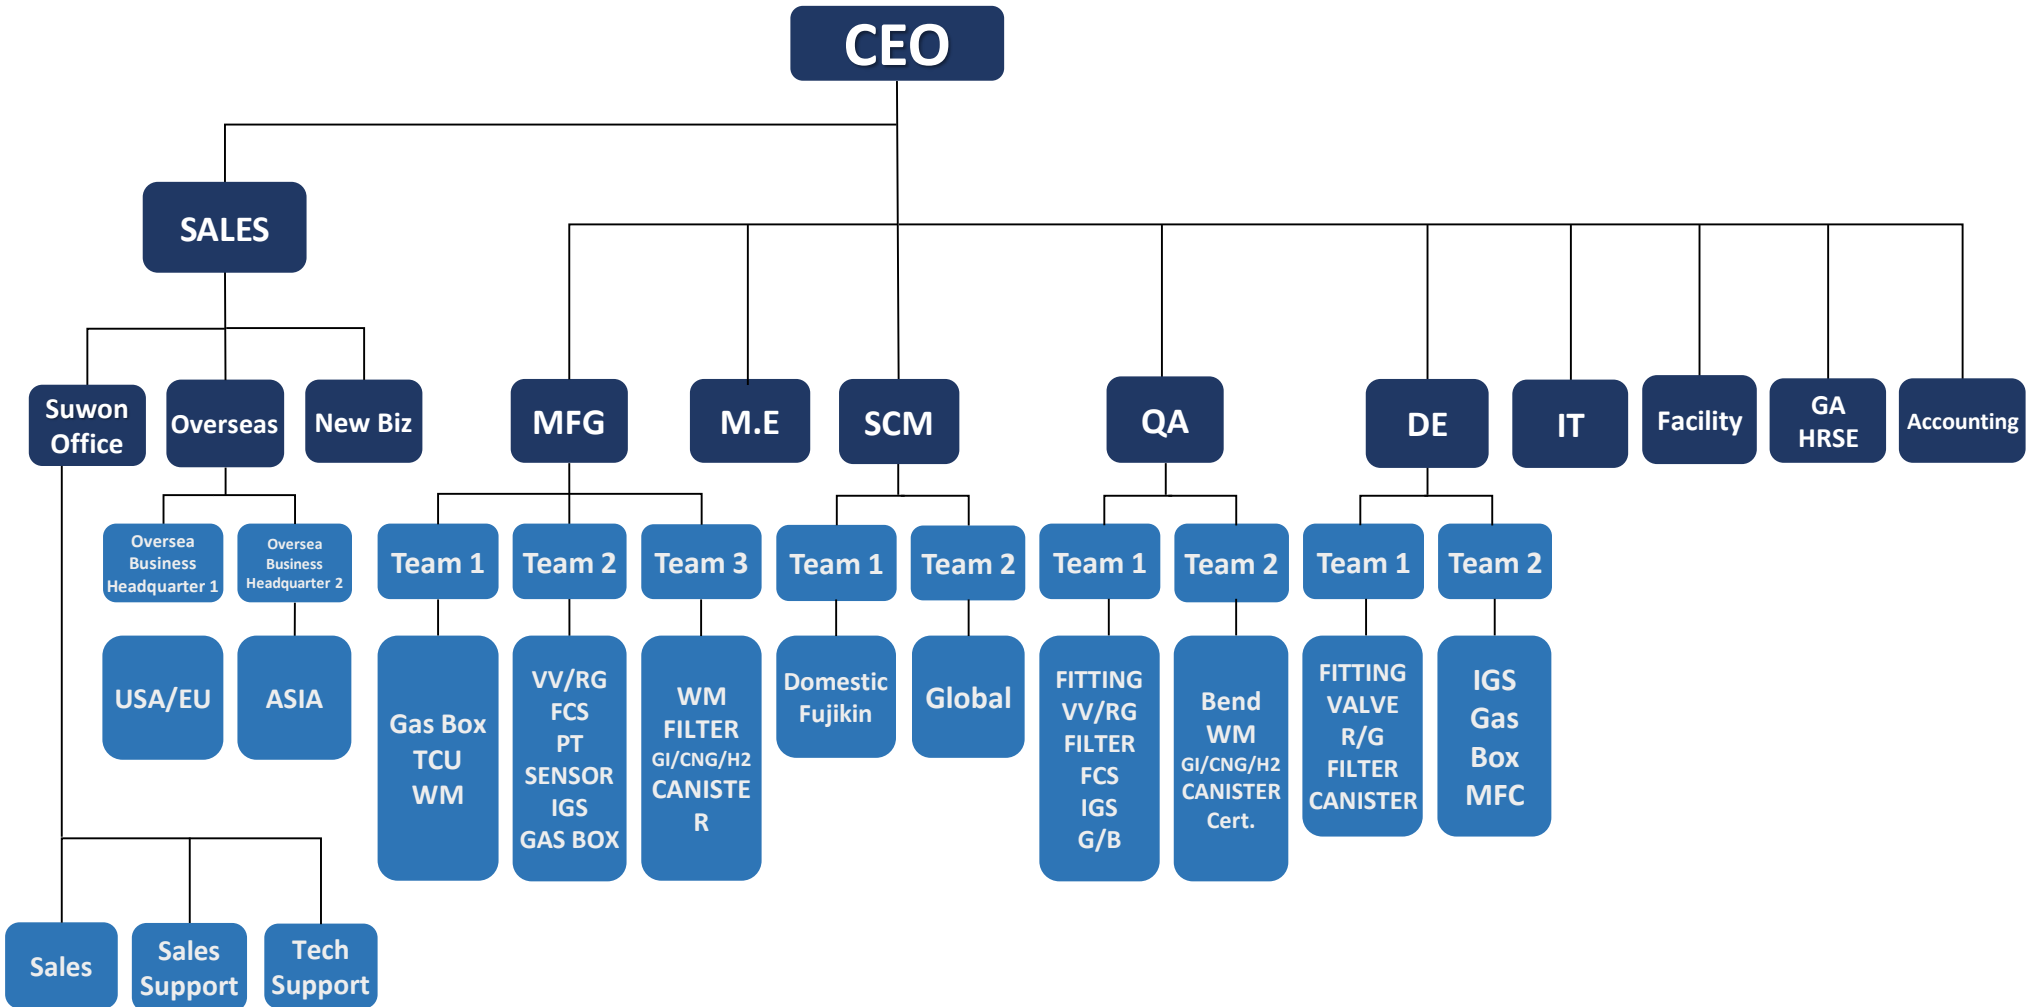 CEO
SALES
Suwon
Office
Overseas
New Biz
MFG
M.E
SCM
QA
DE
IT
Facility
GA
HRSE
Accounting
Oversea
Business
Headquarter 1
Oversea
Business
Headquarter 2
Team 1
Team 2
Team 3
Team 1
Team 2
Team 1
Team 2
Team 1
Team 2
USA/EU
ASIA
Gas Box
TCU
WM
VV/RG
FCS
PT
SENSOR
IGS
GAS BOX
WM
FILTER
GI/CNG/H2
CANISTE
R
Domestic
Fujikin
Global
FITTING
VV/RG
FILTER
FCS
IGS
G/B
Bend
WM
GI/CNG/H2
CANISTER
Cert.
FITTING
VALVE
R/G
FILTER
CANISTER
IGS
Gas
Box
MFC
Sales
Sales
Support
Tech
Support